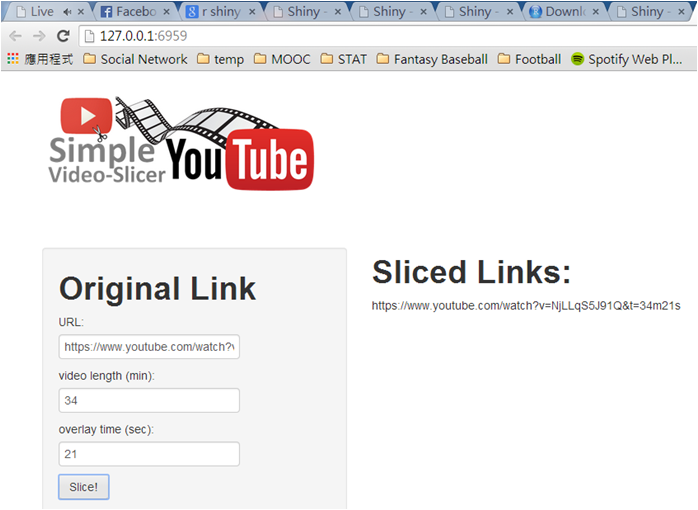 Live
Facebo
r shiny
Shiny -
Shiny -
Shiny -
Shiny -
Downl
Shiny -
127.0.0.1:6959
應用程式
Social Network
temp
MOOC
STAT
Fantasy Baseball
Football
Spotify Web Pl...
Simple
Video-Slicer
YouTube
Original Link
URL:
https://www.youtube.com/watch?v
video length (min):
34
overlay time (sec):
21
Slice!
Sliced Links:
https://www.youtube.com/watch?v=NjLLqS5J91Q&t=34m21s